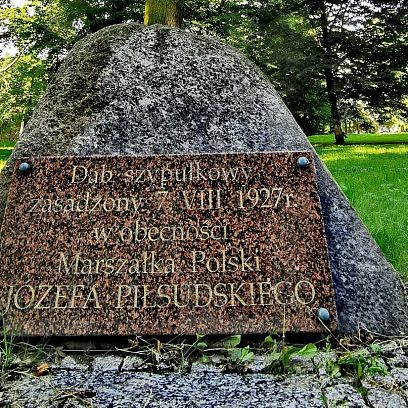 Dąb szypułkowy
zasadzony 7. VIII. 1927r.
w obecności
Marszałka Polski
JÓZEFA PIŁSUDSKIEGO